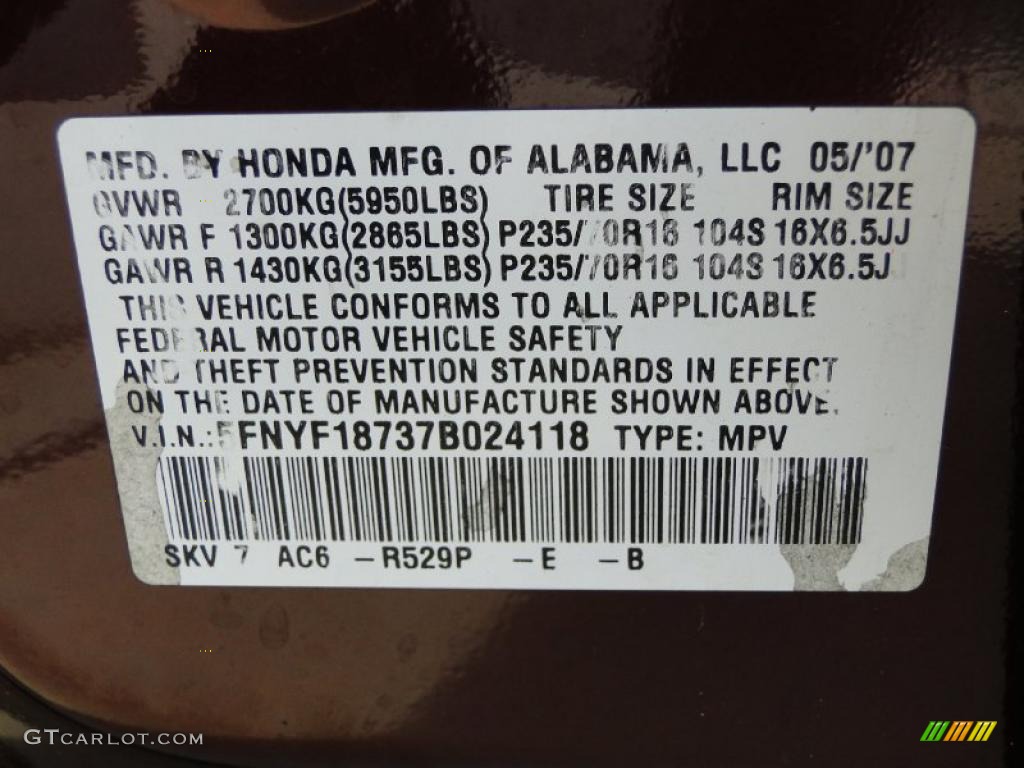 MFD. BY HONDA MFG. OF ALABAMA, LLC 05/'07
GVWR 2700KG(5950LBS) TIRE SIZE RIM SIZE
GAWR F 1300KG(2865LBS) P235/70R16 104S 16X6.5JJ
GAWR R 1430KG(3155LBS) P235/70R16 104S 16X6.5J
THIS VEHICLE CONFORMS TO ALL APPLICABLE
FEDERAL MOTOR VEHICLE SAFETY
AND THEFT PREVENTION STANDARDS IN EFFECT
ON THE DATE OF MANUFACTURE SHOWN ABOVE.
V.I.N.:5FNYF18737B024118 TYPE: MPV
SKV 7 AC6 -R529P -E -B
GTCARLOT.COM